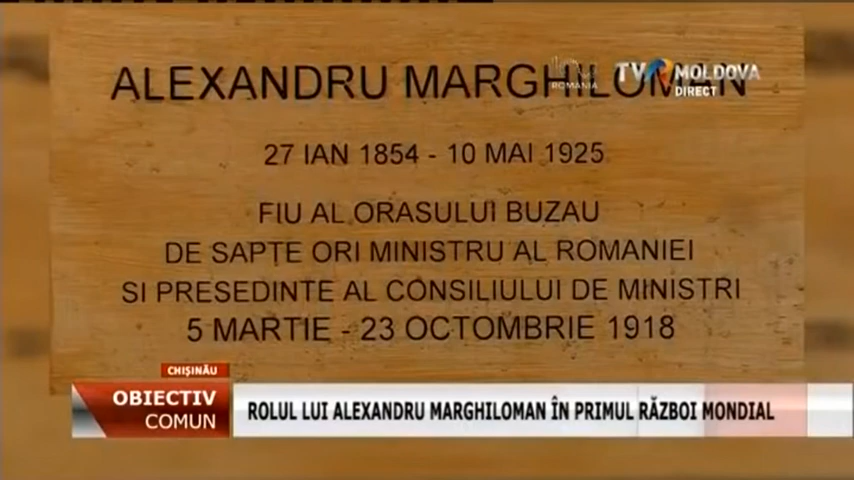 ALEXANDRU MARGHILOMAN
100
ROMANIA
TVR MOLDOVA
DIRECT
27 IAN 1854 - 10 MAI 1925
FIU AL ORASULUI BUZAU
DE SAPTE ORI MINISTRU AL ROMANIEI
SI PRESEDINTE AL CONSILIULUI DE MINISTRI
5 MARTIE - 23 OCTOMBRIE 1918
CHIȘINĂU
OBIECTIV
COMUN
ROLUL LUI ALEXANDRU MARGHILOMAN ÎN PRIMUL RĂZBOI MONDIAL